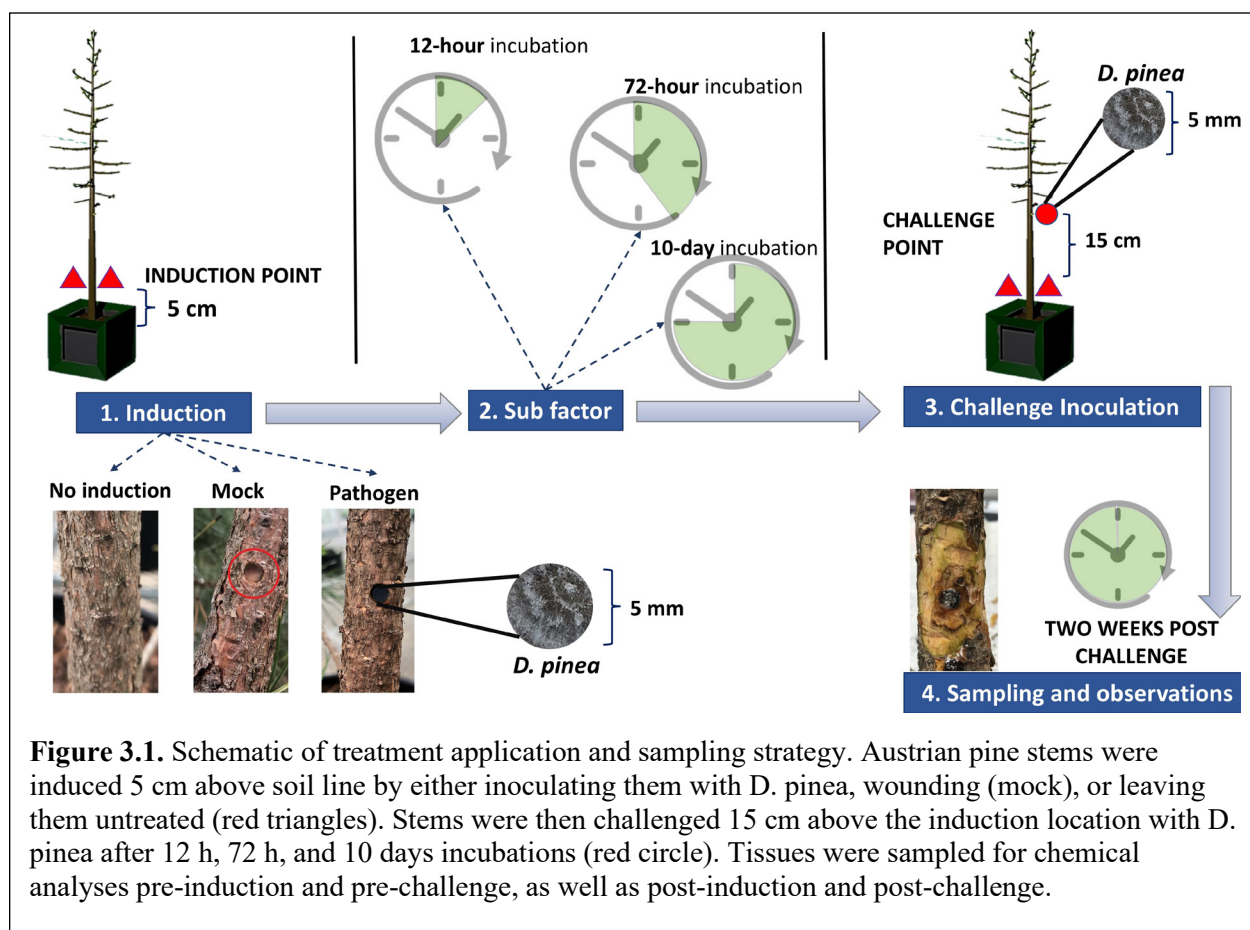 12-hour incubation
72-hour incubation
10-day incubation
INDUCTION POINT
5 cm
D. pinea
5 mm
CHALLENGE
POINT
15 cm
1. Induction
2. Sub factor
3. Challenge Inoculation
No induction
Mock
Pathogen
D. pinea
5 mm
TWO WEEKS POST
CHALLENGE
4. Sampling and observations
Figure 3.1. Schematic of treatment application and sampling strategy. Austrian pine stems were
induced 5 cm above soil line by either inoculating them with D. pinea, wounding (mock), or leaving
them untreated (red triangles). Stems were then challenged 15 cm above the induction location with D.
pinea after 12 h, 72 h, and 10 days incubations (red circle). Tissues were sampled for chemical
analyses pre-induction and pre-challenge, as well as post-induction and post-challenge.